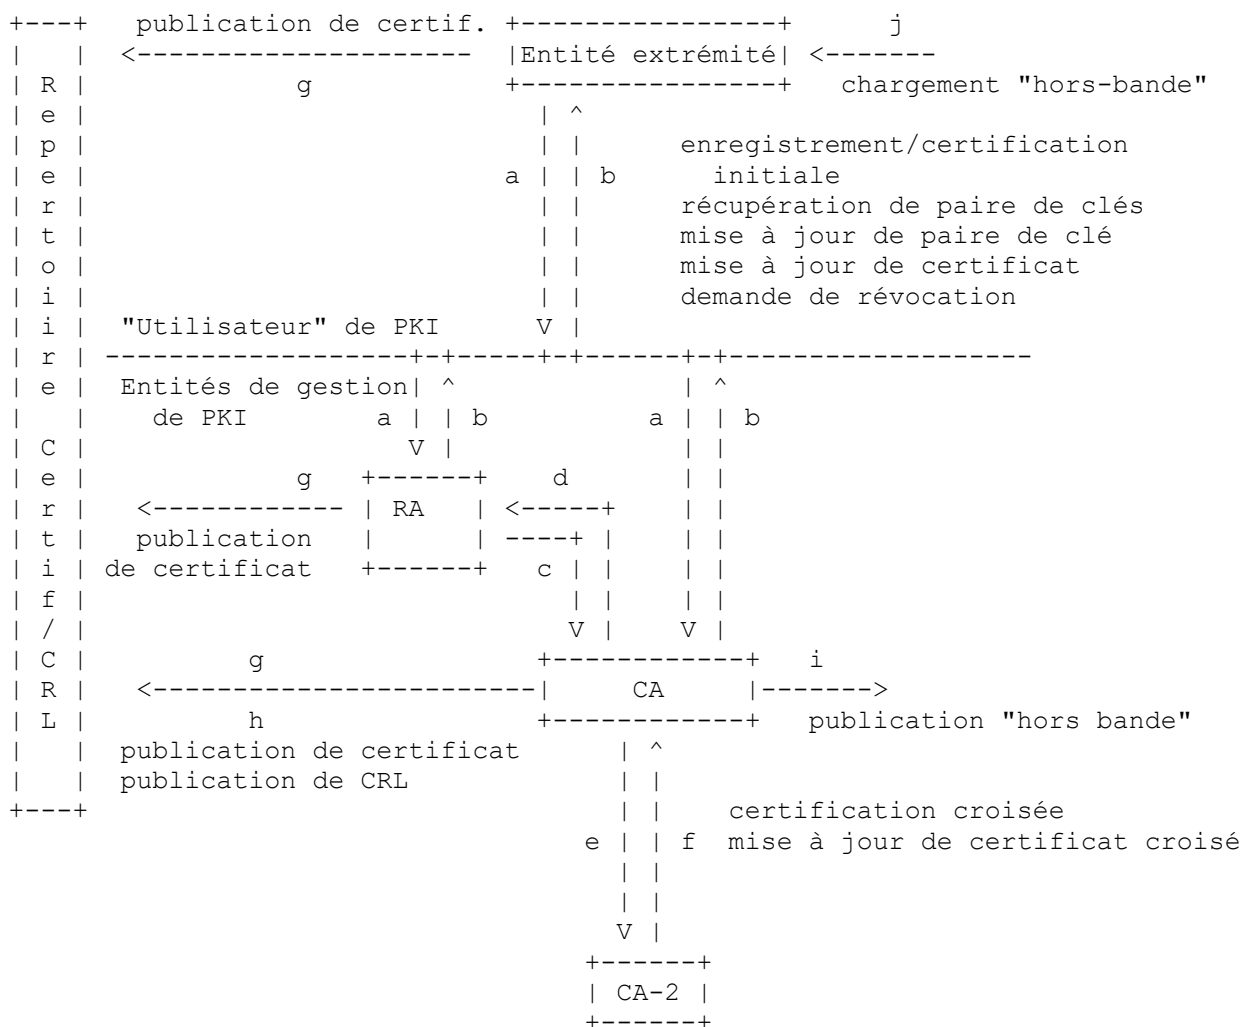 +---+   publication de certif. +----------------+      j
|   |  <---------------------  |Entité extrémité| <-------
| R |             g            +----------------+   chargement "hors-bande"
| e |                            | ^
| p |                            | |      enregistrement/certification
| e |                          a | | b      initiale
| r |                            | |      récupération de paire de clés
| t |                            | |      mise à jour de paire de clé
| o |                            | |      mise à jour de certificat
| i |                            | |      demande de révocation
| i |  "Utilisateur" de PKI      V |
| r | -------------------+-+-----+-+------+-+-------------------
| e |  Entités de gestion| ^              | ^
|   |    de PKI       a | | b          a | | b
| C |                    V |              | |
| e |             g   +------+    d       | |
| r |   <------------ | RA   | <-----+    | |
| t |   publication   |      | ----+ |    | |
| i | de certificat   +------+   c | |    | |
| f |                              | |    | |
| / |                              V |    V |
| C |          g                 +------------+   i
| R |   <------------------------|     CA     |------->
| L |          h                 +------------+   publication "hors bande"
|   |  publication de certificat      | ^
|   |  publication de CRL             | |
+---+                                 | |    certification croisée
                                    e | | f  mise à jour de certificat croisé
                                      | |
                                      | |
                                      V |
                                    +------+
                                    | CA-2 |
                                    +------+